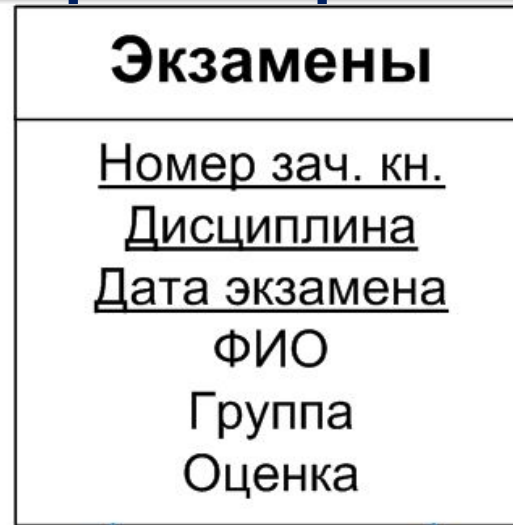 Экзамены
Номер зач. кн.
Дисциплина
Дата экзамена
ФИО
Группа
Оценка